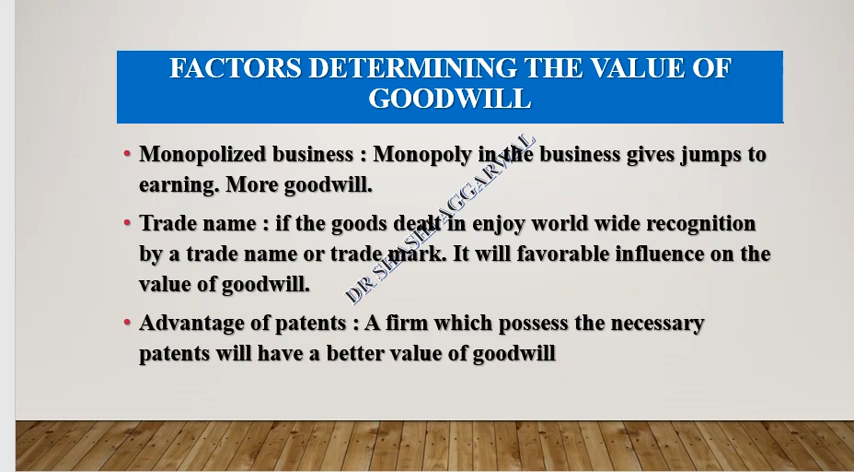 FACTORS DETERMINING THE VALUE OF
GOODWILL
• Monopolized business : Monopoly in the business gives jumps to
earning. More goodwill.
• Trade name : if the goods dealt in enjoy world wide recognition
by a trade name or trade mark. It will favorable influence on the
value of goodwill.
• Advantage of patents : A firm which possess the necessary
patents will have a better value of goodwill
DR SHASHI AGGARWAL